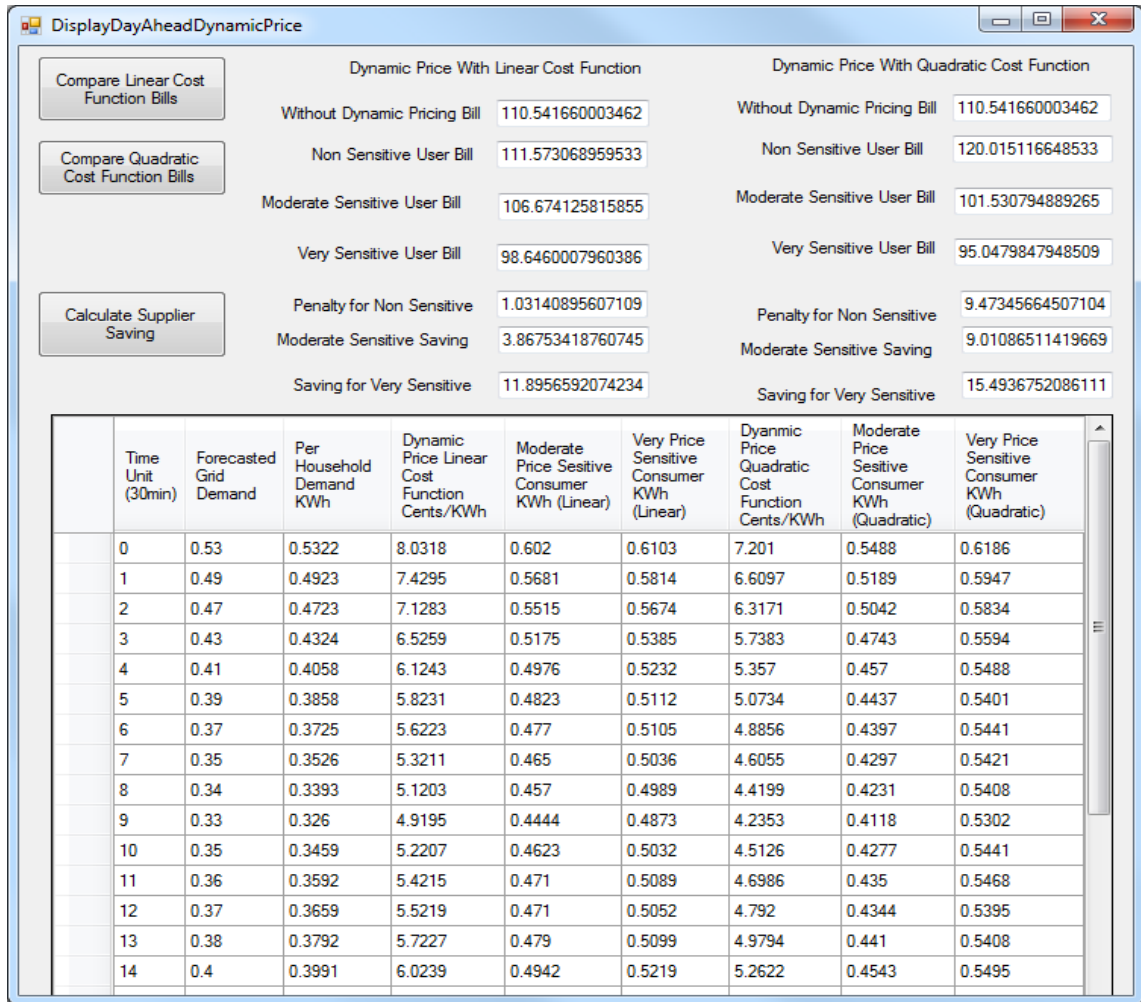 DisplayDayAheadDynamicPrice
Compare Linear Cost
Function Bills
Compare Quadratic
Cost Function Bills
Calculate Supplier
Saving
Dynamic Price With Linear Cost Function
Without Dynamic Pricing Bill 110.541660003462
Non Sensitive User Bill 111.573068959533
Moderate Sensitive User Bill 106.674125815855
Very Sensitive User Bill 98.6460007960386
Penalty for Non Sensitive 1.03140895607109
Moderate Sensitive Saving 3.86753418760745
Saving for Very Sensitive 11.8956592074234
Dynamic Price With Quadratic Cost Function
Without Dynamic Pricing Bill 110.541660003462
Non Sensitive User Bill 120.015116648533
Moderate Sensitive User Bill 101.530794889265
Very Sensitive User Bill 95.0479847948509
Penalty for Non Sensitive 9.47345664507104
Moderate Sensitive Saving 9.01086511419669
Saving for Very Sensitive 15.4936752086111
Time
Unit
(30min)
Forecasted
Grid
Demand
Per
Household
Demand
KWh
Dynamic
Price Linear
Cost
Function
Cents/KWh
Moderate
Price Sesitive
Consumer
KWh (Linear)
Very Price
Sensitive
Consumer
KWh
(Linear)
Dyanmic
Price
Quadratic
Cost
Function
Cents/KWh
Moderate
Price
Sesitive
Consumer
KWh
(Quadratic)
Very Price
Sensitive
Consumer
KWh
(Quadratic)
0 0.53 0.5322 8.0318 0.602 0.6103 7.201 0.5488 0.6186
1 0.49 0.4923 7.4295 0.5681 0.5814 6.6097 0.5189 0.5947
2 0.47 0.4723 7.1283 0.5515 0.5674 6.3171 0.5042 0.5834
3 0.43 0.4324 6.5259 0.5175 0.5385 5.7383 0.4743 0.5594
4 0.41 0.4058 6.1243 0.4976 0.5232 5.357 0.457 0.5488
5 0.39 0.3858 5.8231 0.4823 0.5112 5.0734 0.4437 0.5401
6 0.37 0.3725 5.6223 0.477 0.5105 4.8856 0.4397 0.5441
7 0.35 0.3526 5.3211 0.465 0.5036 4.6055 0.4297 0.5421
8 0.34 0.3393 5.1203 0.457 0.4989 4.4199 0.4231 0.5408
9 0.33 0.326 4.9195 0.4444 0.4873 4.2353 0.4118 0.5302
10 0.35 0.3459 5.2207 0.4623 0.5032 4.5126 0.4277 0.5441
11 0.36 0.3592 5.4215 0.471 0.5089 4.6986 0.435 0.5468
12 0.37 0.3659 5.5219 0.471 0.5052 4.792 0.4344 0.5395
13 0.38 0.3792 5.7227 0.479 0.5099 4.9794 0.441 0.5408
14 0.4 0.3991 6.0239 0.4942 0.5219 5.2622 0.4543 0.5495